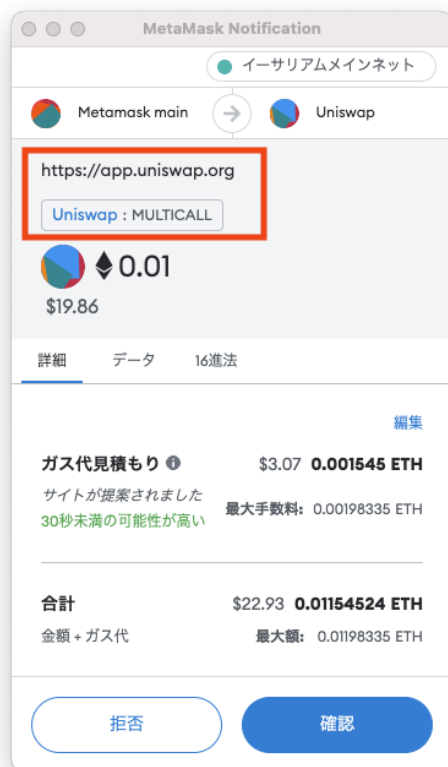 MetaMask Notification
イーサリアムメインネット
Metamask main → Uniswap
https://app.uniswap.org
Uniswap : MULTICALL
0.01
$19.86
詳細 データ 16進法
編集
ガス代見積もり $3.07 0.001545 ETH
サイトが提案されました
30秒未満の可能性が高い
最大手数料: 0.00198335 ETH
合計 $22.93 0.01154524 ETH
金額 + ガス代 最大額: 0.01198335 ETH
拒否 確認